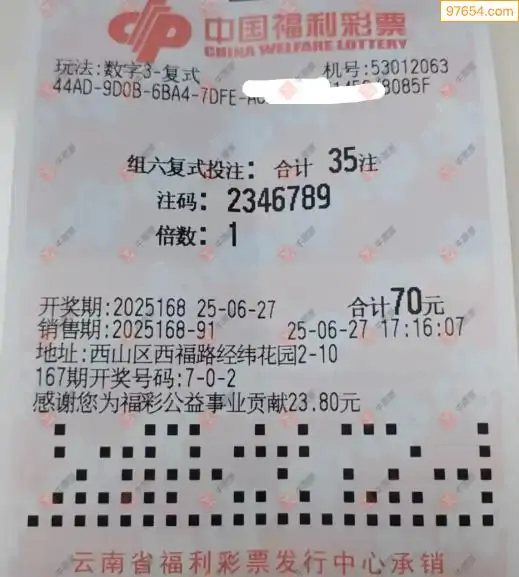 97654.com
中国福利彩票
CHINA WELFARE LOTTERY
玩法:数字3-复式 机号:53012063
44AD-9D0B-6BA4-7DFE- 8085F
组六复式投注: 合计 35注
注码: 2346789
倍数: 1
开奖期:2025168 25-06-27 合计70元
销售期:2025168-91 25-06-27 17:16:07
地址:西山区西福路经纬花园2-10
167期开奖号码:7-0-2
感谢您为福彩公益事业贡献23.80元
云南省福利彩票发行中心承销